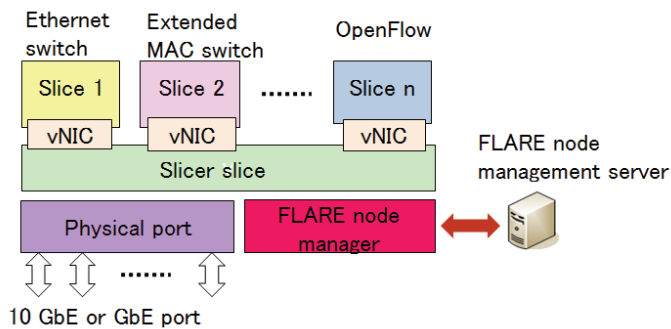 Ethernet
switch
Extended
MAC switch
OpenFlow
Slice 1
Slice 2
Slice n
vNIC
vNIC
vNIC
Slicer slice
FLARE node
management server
Physical port
FLARE node
manager
10 GbE or GbE port